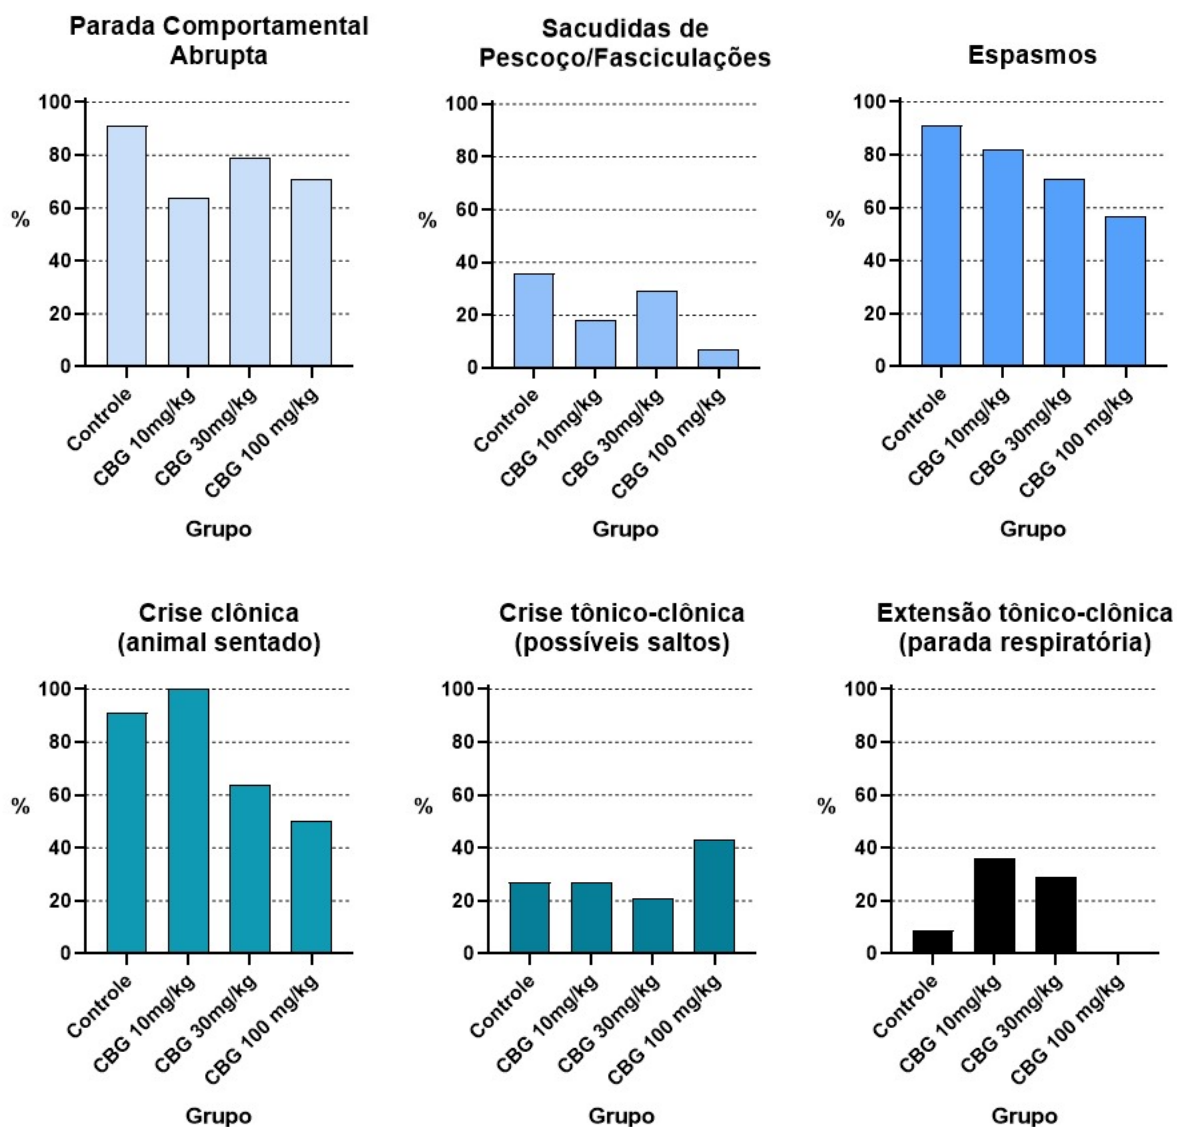 Parada Comportamental
Abrupta
100
80
60
40
20
0
%
Controle
CBG 10mg/kg
CBG 30mg/kg
CBG 100 mg/kg
Grupo
Sacudidas de
Pescoço/Fasciculações
100
80
60
40
20
0
%
Controle
CBG 10mg/kg
CBG 30mg/kg
CBG 100 mg/kg
Grupo
Espasmos
100
80
60
40
20
0
%
Controle
CBG 10mg/kg
CBG 30mg/kg
CBG 100 mg/kg
Grupo
Crise clônica
(animal sentado)
100
80
60
40
20
0
%
Controle
CBG 10mg/kg
CBG 30mg/kg
CBG 100 mg/kg
Grupo
Crise tônico-clônica
(possíveis saltos)
100
80
60
40
20
0
%
Controle
CBG 10mg/kg
CBG 30mg/kg
CBG 100 mg/kg
Grupo
Extensão tônico-clônica
(parada respiratória)
100
80
60
40
20
0
%
Controle
CBG 10mg/kg
CBG 30mg/kg
CBG 100 mg/kg
Grupo